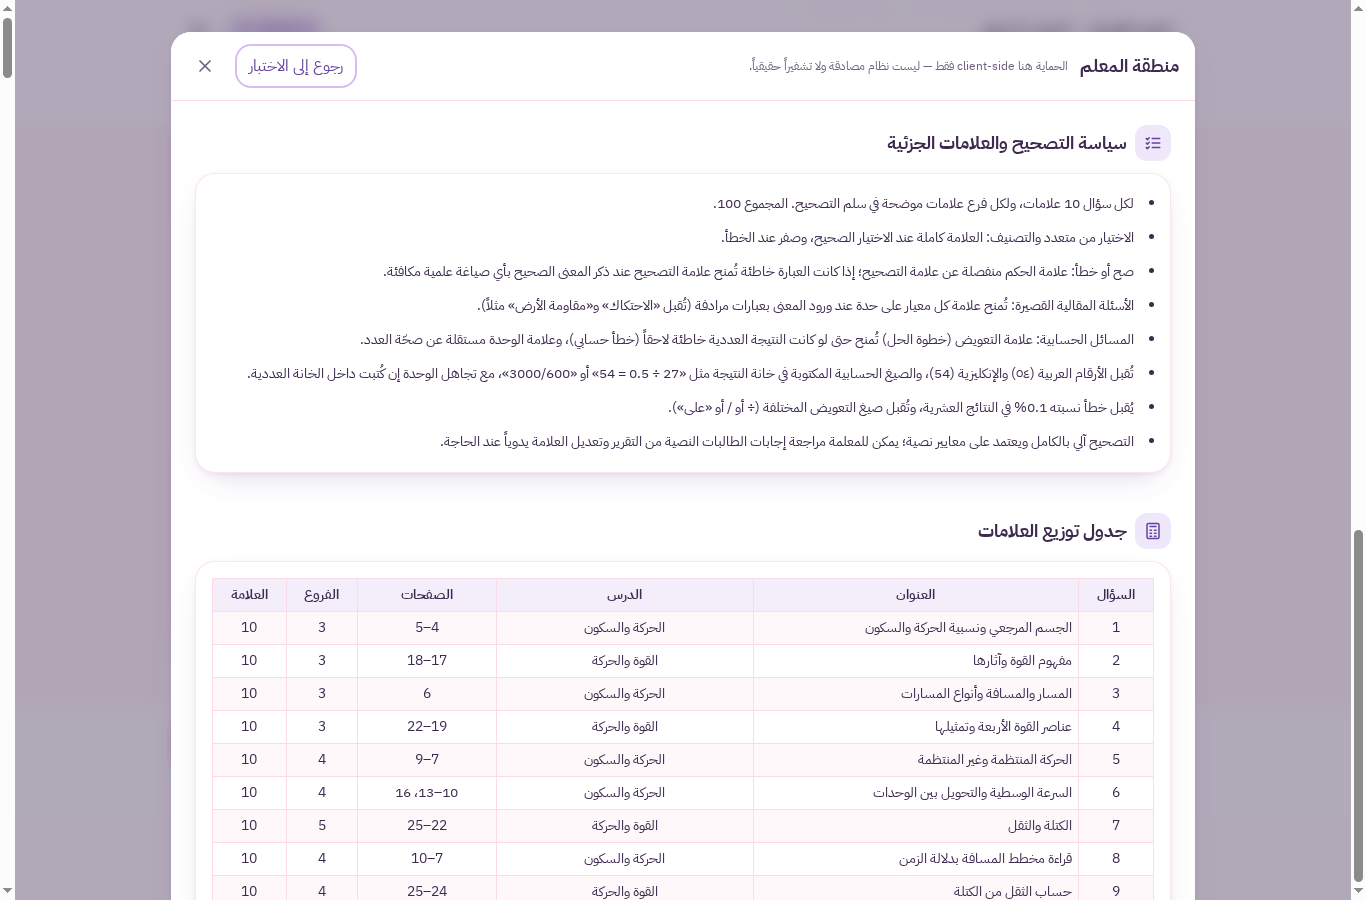 منطقة المعلم
الحماية هنا client-side فقط — ليست نظام مصادقة ولا تشفيراً حقيقياً.
رجوع إلى الاختبار
سياسة التصحيح والعلامات الجزئية
لكل سؤال 10 علامات، ولكل فرع علامات موضحة في سلم التصحيح. المجموع 100.
الاختيار من متعدد والتصنيف: العلامة كاملة عند الاختيار الصحيح، وصفر عند الخطأ.
صح أو خطأ: علامة الحكم منفصلة عن علامة التصحيح؛ إذا كانت العبارة خاطئة تُمنح علامة التصحيح عند ذكر المعنى الصحيح بأي صياغة علمية مكافئة.
الأسئلة المقالية القصيرة: تُمنح علامة كل معيار على حدة عند ورود المعنى بعبارات مرادفة (تُقبل «الاحتكاك» و«مقاومة الأرض» مثلاً).
المسائل الحسابية: علامة التعويض (خطوة الحل) تُمنح حتى لو كانت النتيجة العددية خاطئة لاحقاً (خطأ حسابي)، وعلامة الوحدة مستقلة عن صحّة العدد.
تُقبل الأرقام العربية (٥٤) والإنكليزية (54)، والصيغ الحسابية المكتوبة في خانة النتيجة مثل «27 ÷ 0.5 = 54» أو «3000/600»، مع تجاهل الوحدة إن كُتبت داخل الخانة العددية.
يُقبل خطأ نسبته 0.1% في النتائج العشرية، وتُقبل صيغ التعويض المختلفة (÷ أو / أو «على»).
التصحيح آلي بالكامل ويعتمد على معايير نصية؛ يمكن للمعلمة مراجعة إجابات الطالبات النصية من التقرير وتعديل العلامة يدوياً عند الحاجة.
جدول توزيع العلامات
السؤال العنوان الدرس الصفحات الفروع العلامة
1 الجسم المرجعي ونسبية الحركة والسكون الحركة والسكون 4–5 3 10
2 مفهوم القوة وآثارها القوة والحركة 17–18 3 10
3 المسار والمسافة وأنواع المسارات الحركة والسكون 6 3 10
4 عناصر القوة الأربعة وتمثيلها القوة والحركة 19–22 3 10
5 الحركة المنتظمة وغير المنتظمة الحركة والسكون 7–9 4 10
6 السرعة الوسطية والتحويل بين الوحدات الحركة والسكون 10–13، 16 4 10
7 الكتلة والثقل القوة والحركة 22–25 5 10
8 قراءة مخطط المسافة بدلالة الزمن الحركة والسكون 7–10 4 10
9 حساب الثقل من الكتلة القوة والحركة 24–25 4 10